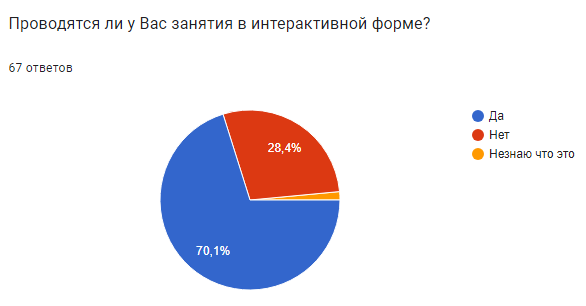 Проводятся ли у Вас занятия в интерактивной форме?
67 ответов
Да
Нет
Незнаю что это
28,4%
70,1%